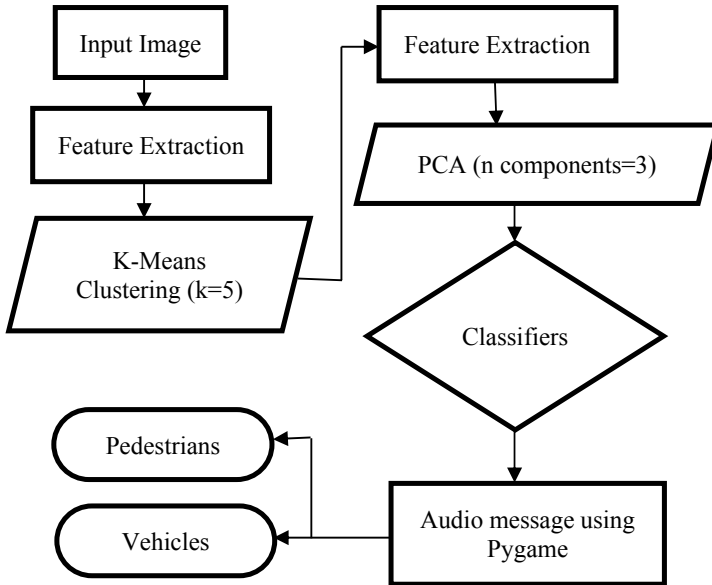 Input Image
Feature Extraction
K-Means
Clustering (k=5)
Feature Extraction
PCA (n components=3)
Classifiers
Audio message using
Pygame
Pedestrians
Vehicles